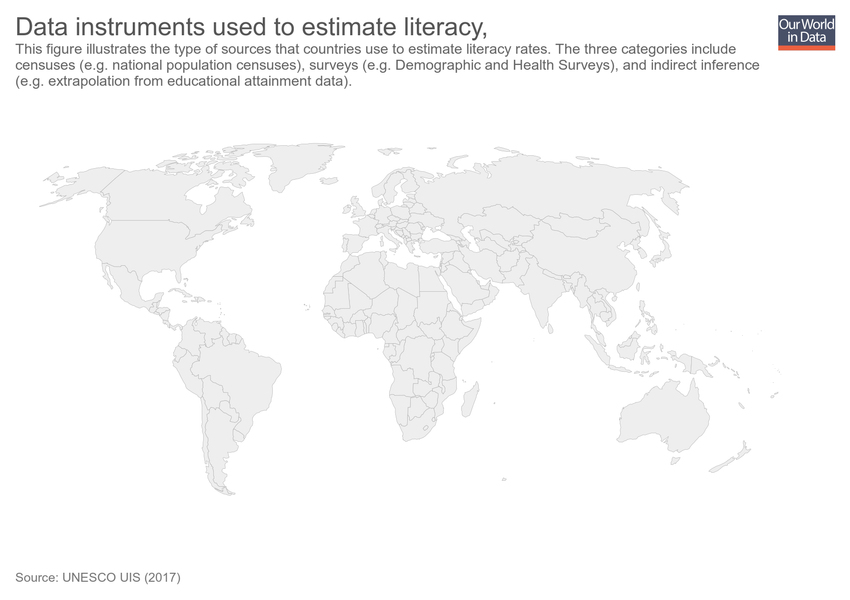 Data instruments used to estimate literacy,
Our World
in Data
This figure illustrates the type of sources that countries use to estimate literacy rates. The three categories include
censuses (e.g. national population censuses), surveys (e.g. Demographic and Health Surveys), and indirect inference
(e.g. extrapolation from educational attainment data).
Source: UNESCO UIS (2017)